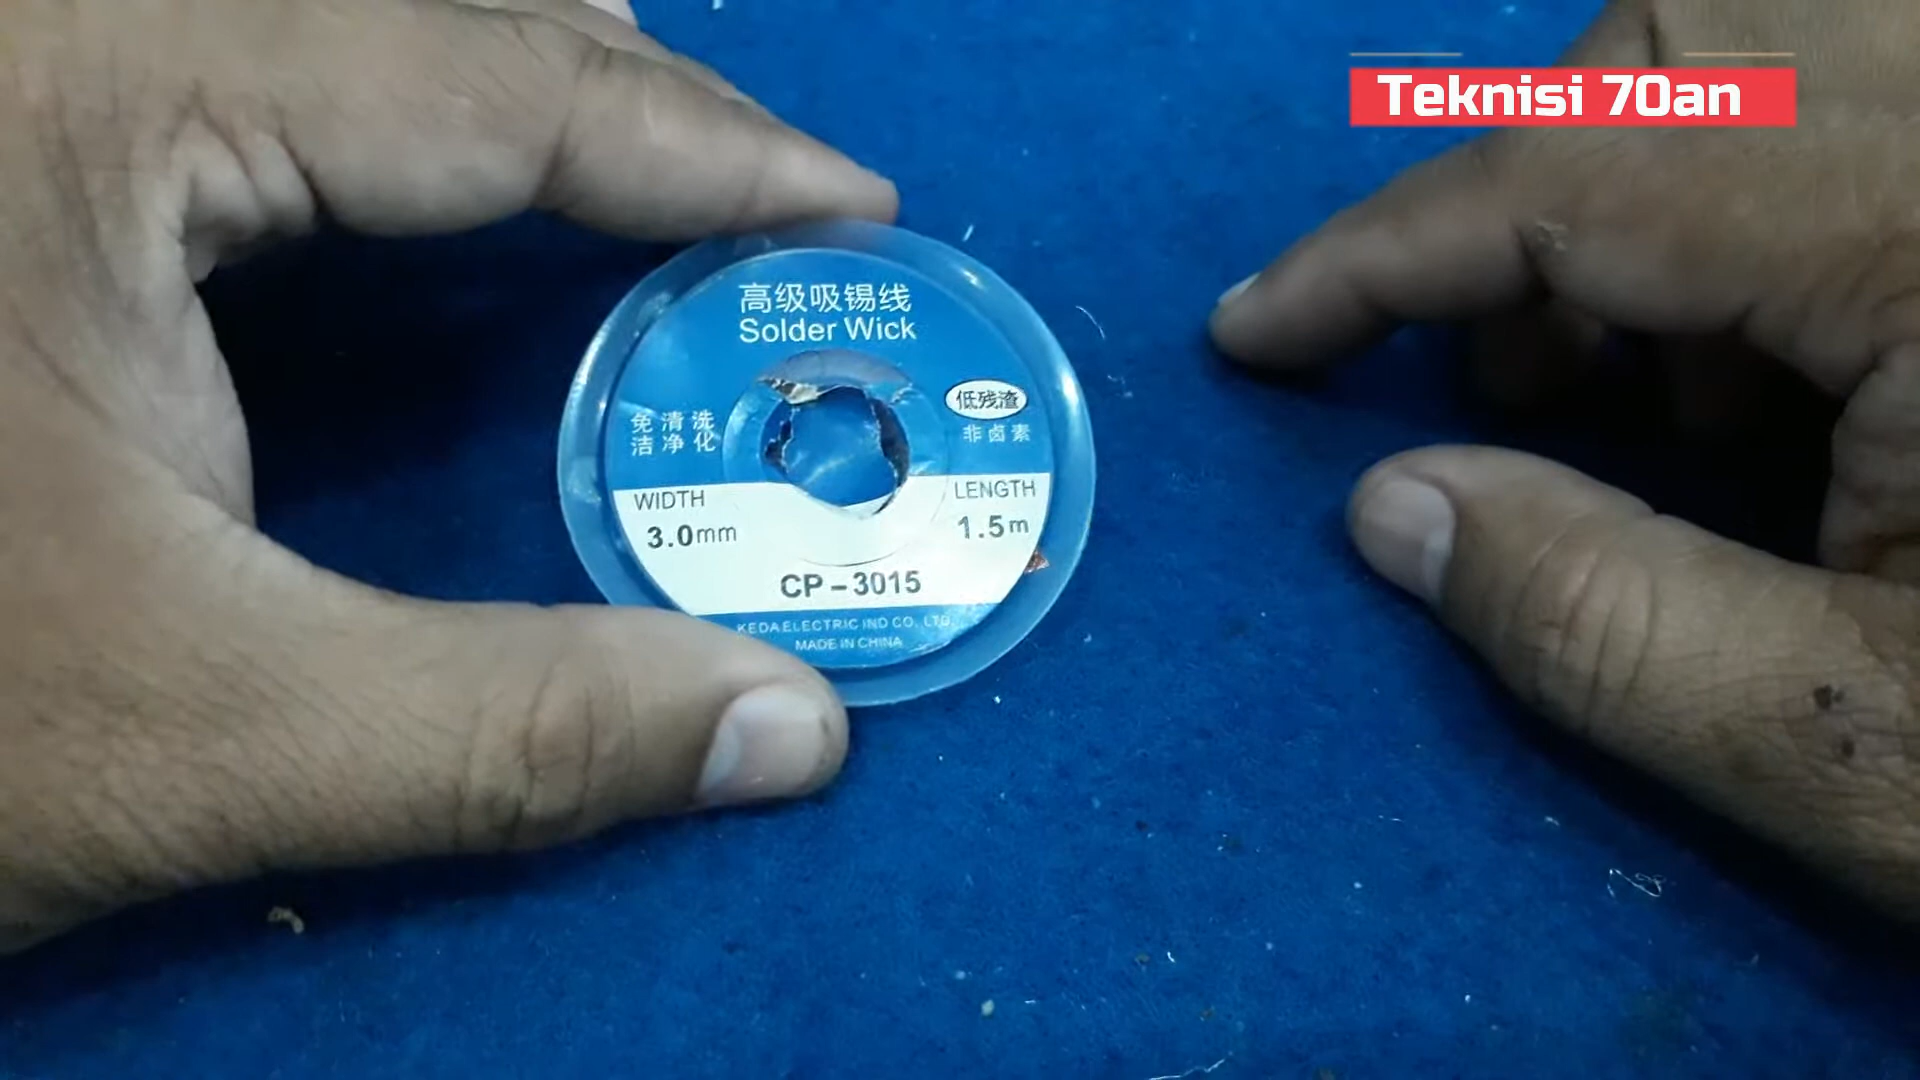 Teknisi 70an
高级吸锡线
Solder Wick
免清洗
洁净化
低残渣
非卤素
WIDTH
3.0mm
LENGTH
1.5m
CP-3015
KEDA ELECTRIC IND CO., LTD.
MADE IN CHINA